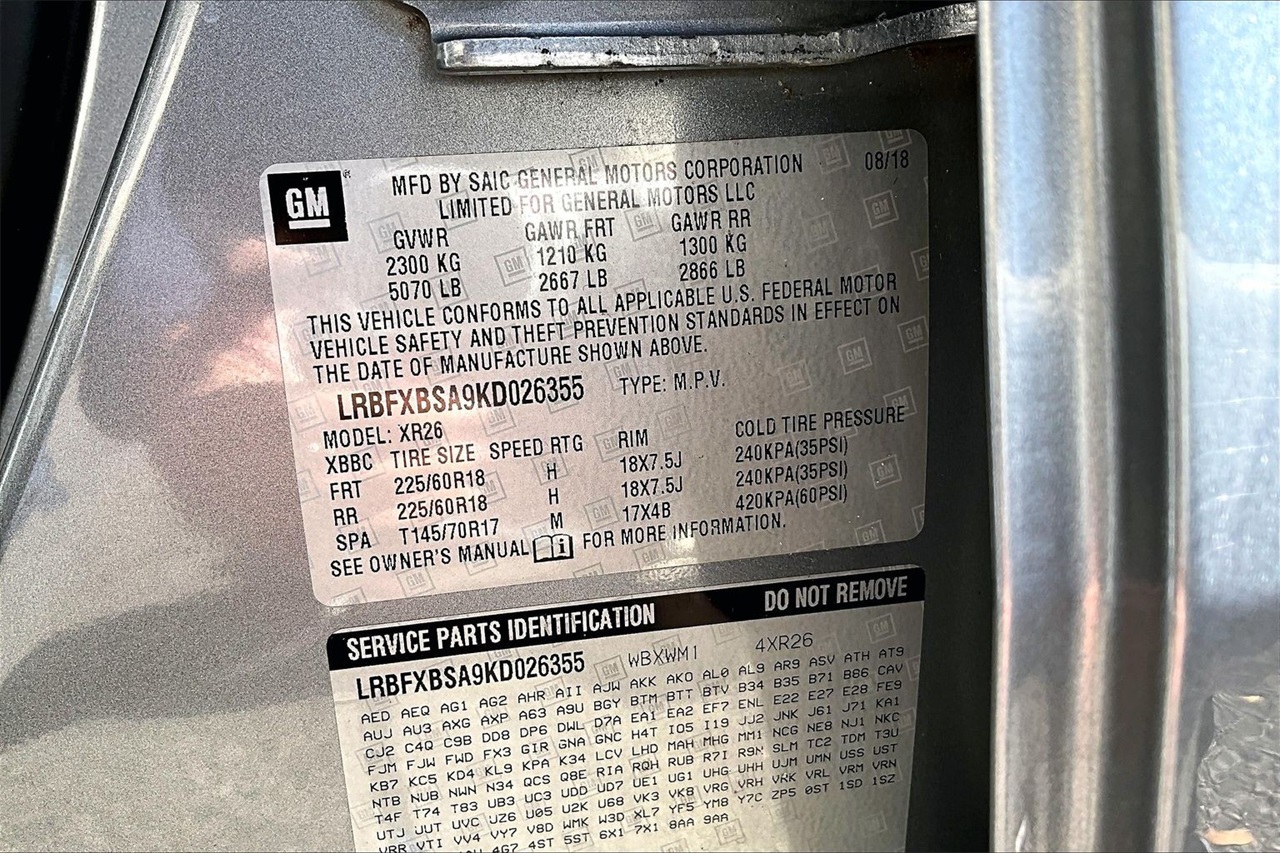 GM
MFD BY SAIC GENERAL MOTORS CORPORATION 08/18
LIMITED FOR GENERAL MOTORS LLC
GVWR GAWR FRT GAWR RR
2300 KG 1210 KG 1300 KG
5070 LB 2667 LB 2866 LB
THIS VEHICLE CONFORMS TO ALL APPLICABLE U.S. FEDERAL MOTOR
VEHICLE SAFETY AND THEFT PREVENTION STANDARDS IN EFFECT ON
THE DATE OF MANUFACTURE SHOWN ABOVE.
LRBFXBSA9KD026355 TYPE: M.P.V.
MODEL: XR26
XBBC TIRE SIZE SPEED RTG RIM COLD TIRE PRESSURE
FRT 225/60R18 H 18X7.5J 240KPA(35PSI)
RR 225/60R18 H 18X7.5J 240KPA(35PSI)
SPA T145/70R17 M 17X4B 420KPA(60PSI)
SEE OWNER'S MANUAL FOR MORE INFORMATION.
SERVICE PARTS IDENTIFICATION DO NOT REMOVE
LRBFXBSA9KD026355 WBXWM1 4XR26
AED AEQ AG1 AG2 AHR AII AJW AKK AKO AL0 AL9 AR9 ASV ATH AT9
AUJ AU3 AXG AXP A63 A9U BGY BTM BTT BTV B34 B35 B71 B86 CAV
CJ2 C4Q C9B DD8 DP6 DWL D7A EA1 EA2 EF7 ENL E22 E27 E28 FE9
FJM FJW FWD FX3 GIR GNA GNC H4T IO5 I19 JJ2 JNK J61 J71 KA1
KB7 KC5 KD4 KL9 KPA K34 LCV LHD MAH MHG MM1 NCG NE8 NJ1 NKC
NTB NUB NWN N34 QCS Q8E RIA RQH RUB R7I R9N SLM TC2 TDM T3U
T4F T74 T83 UB3 UC3 UDD UD7 UE1 UG1 UHG UHH UJM UMN USS UST
UTJ UUT UVC UZ6 U05 U2K U68 VK3 VK8 VRG VRH VRK VRL VRM VRN
VRR VTI VV4 VY7 V8D WMK W3D XL7 YF5 YM8 Y7C ZP5 0ST 1SD 1SZ
4G7 4ST 5ST 6X1 7X1 8AA 9AA